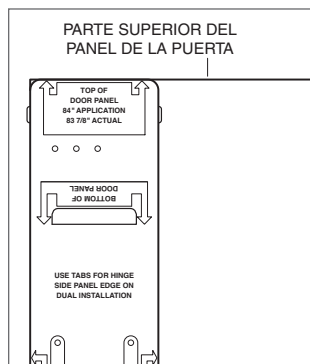 PARTE SUPERIOR DEL
PANEL DE LA PUERTA
TOP OF
DOOR PANEL
84" APPLICATION
83 7/8" ACTUAL
BOTTOM OF
DOOR PANEL
USE TABS FOR HINGE
SIDE PANEL EDGE ON
DUAL INSTALLATION